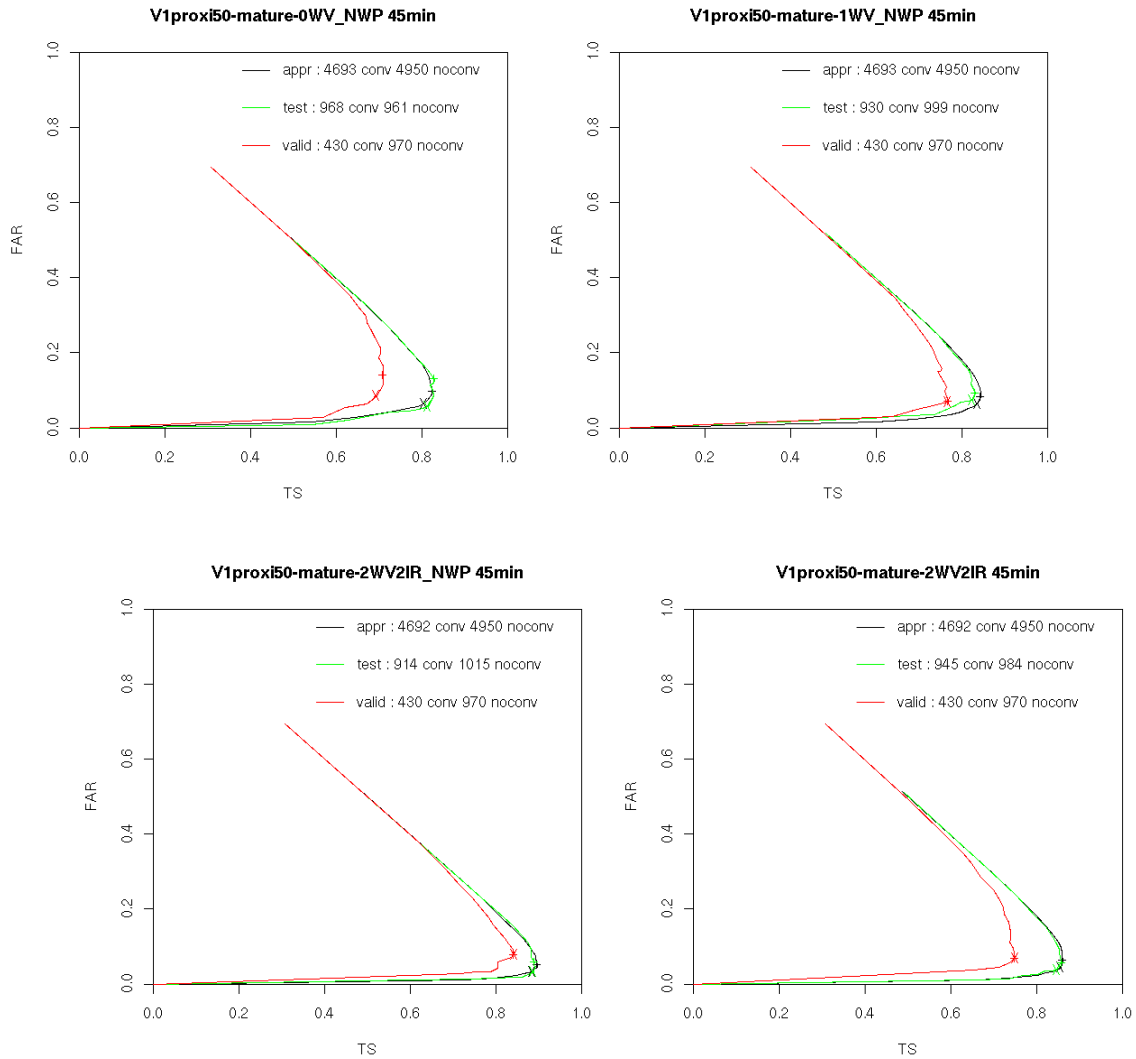 V1proxi50-mature-0WV_NWP 45min
1.0
appr : 4693 conv 4950 noconv
test : 968 conv 961 noconv
valid : 430 conv 970 noconv
0.8
0.6
FAR
0.4
0.2
0.0
0.0 0.2 0.4 0.6 0.8 1.0
TS
V1proxi50-mature-1WV_NWP 45min
1.0
appr : 4693 conv 4950 noconv
test : 930 conv 999 noconv
valid : 430 conv 970 noconv
0.8
0.6
FAR
0.4
0.2
0.0
0.0 0.2 0.4 0.6 0.8 1.0
TS
V1proxi50-mature-2WV2IR_NWP 45min
1.0
appr : 4692 conv 4950 noconv
test : 914 conv 1015 noconv
valid : 430 conv 970 noconv
0.8
0.6
FAR
0.4
0.2
0.0
0.0 0.2 0.4 0.6 0.8 1.0
TS
V1proxi50-mature-2WV2IR 45min
1.0
appr : 4692 conv 4950 noconv
test : 945 conv 984 noconv
valid : 430 conv 970 noconv
0.8
0.6
FAR
0.4
0.2
0.0
0.0 0.2 0.4 0.6 0.8 1.0
TS